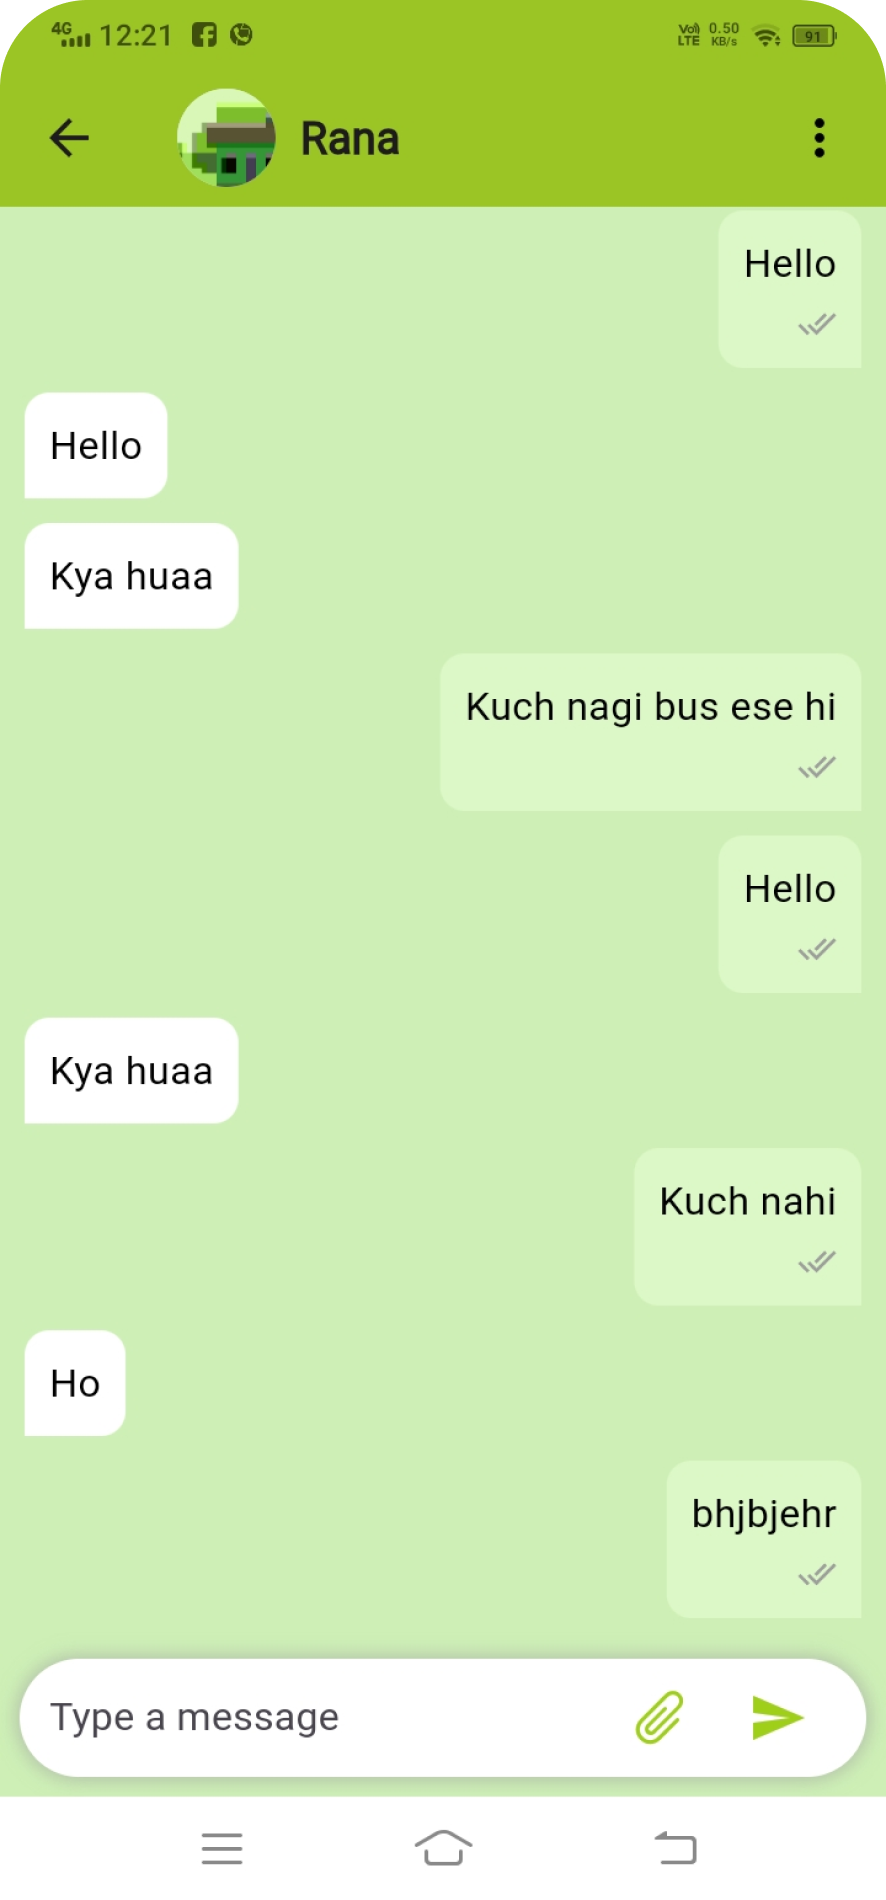 4G 12:21 Vo) LTE 0.50 KB/s 91
Rana
Hello
Hello
Kya huaa
Kuch nagi bus ese hi
Hello
Kya huaa
Kuch nahi
Ho
bhjbjehr
Type a message